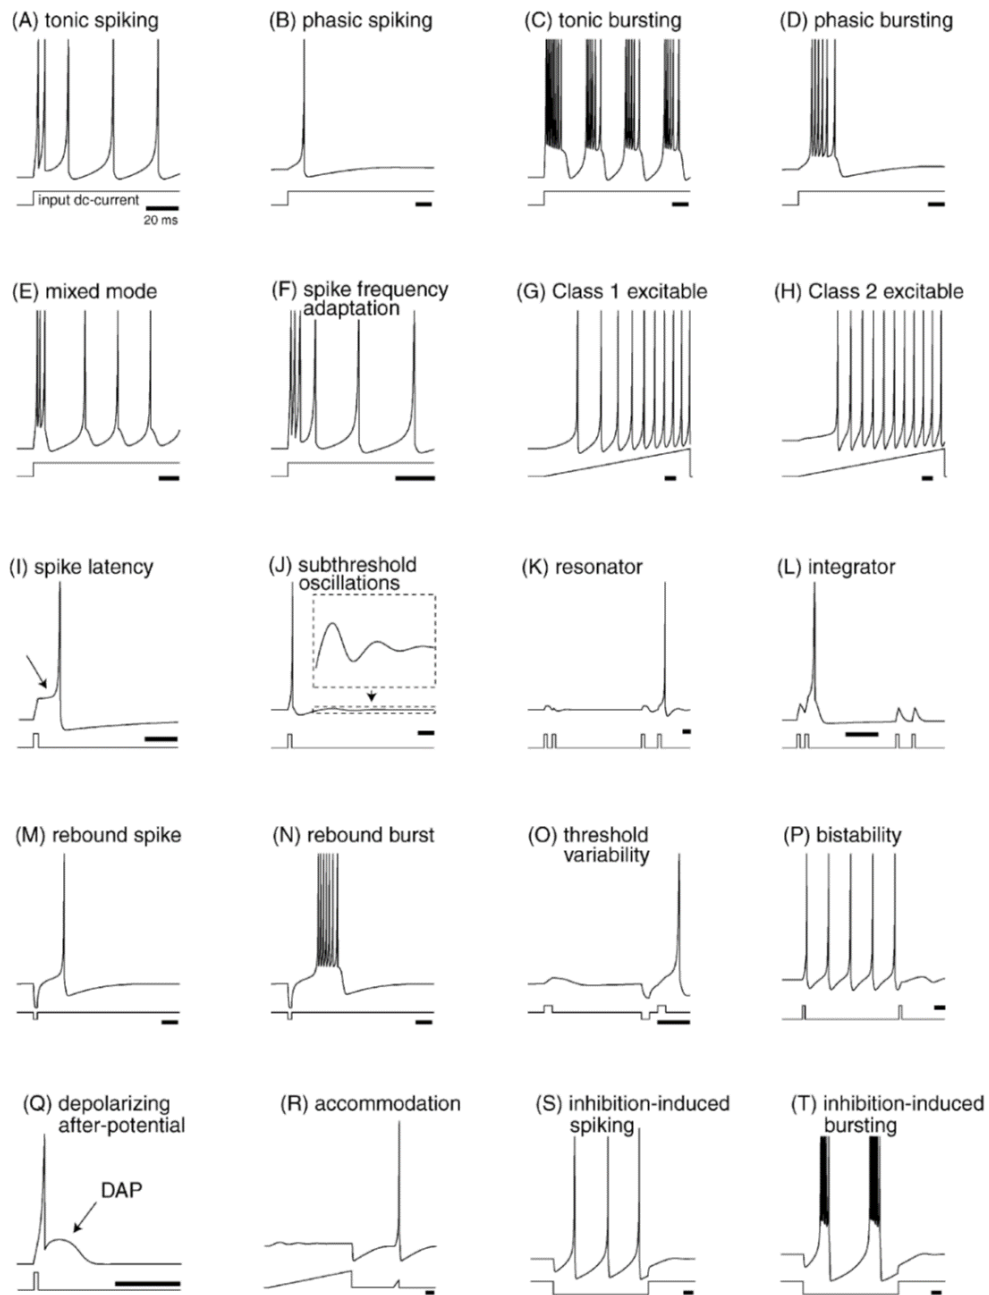 (A) tonic spiking
(B) phasic spiking
(C) tonic bursting
(D) phasic bursting
input dc-current
20 ms
(E) mixed mode
(F) spike frequency
adaptation
(G) Class 1 excitable
(H) Class 2 excitable
(I) spike latency
(J) subthreshold
oscillations
(K) resonator
(L) integrator
(M) rebound spike
(N) rebound burst
(O) threshold
variability
(P) bistability
(Q) depolarizing
after-potential
DAP
(R) accommodation
(S) inhibition-induced
spiking
(T) inhibition-induced
bursting